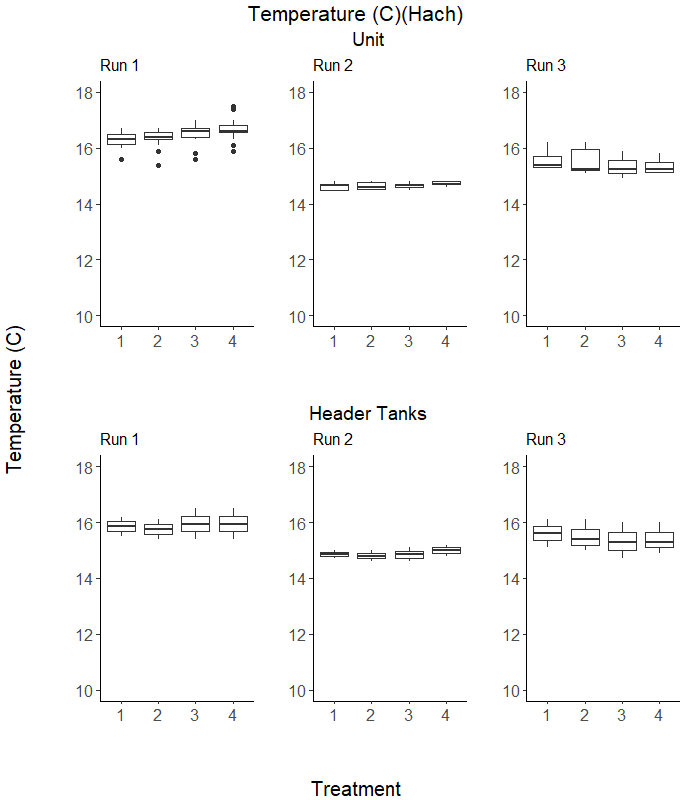 Temperature (C)(Hach)
Unit
Run 1 Run 2 Run 3
18 18 18
16 16 16
14 14 14
12 12 12
10 10 10
1 2 3 4 1 2 3 4 1 2 3 4
Temperature (C)
Header Tanks
Run 1 Run 2 Run 3
18 18 18
16 16 16
14 14 14
12 12 12
10 10 10
1 2 3 4 1 2 3 4 1 2 3 4
Treatment